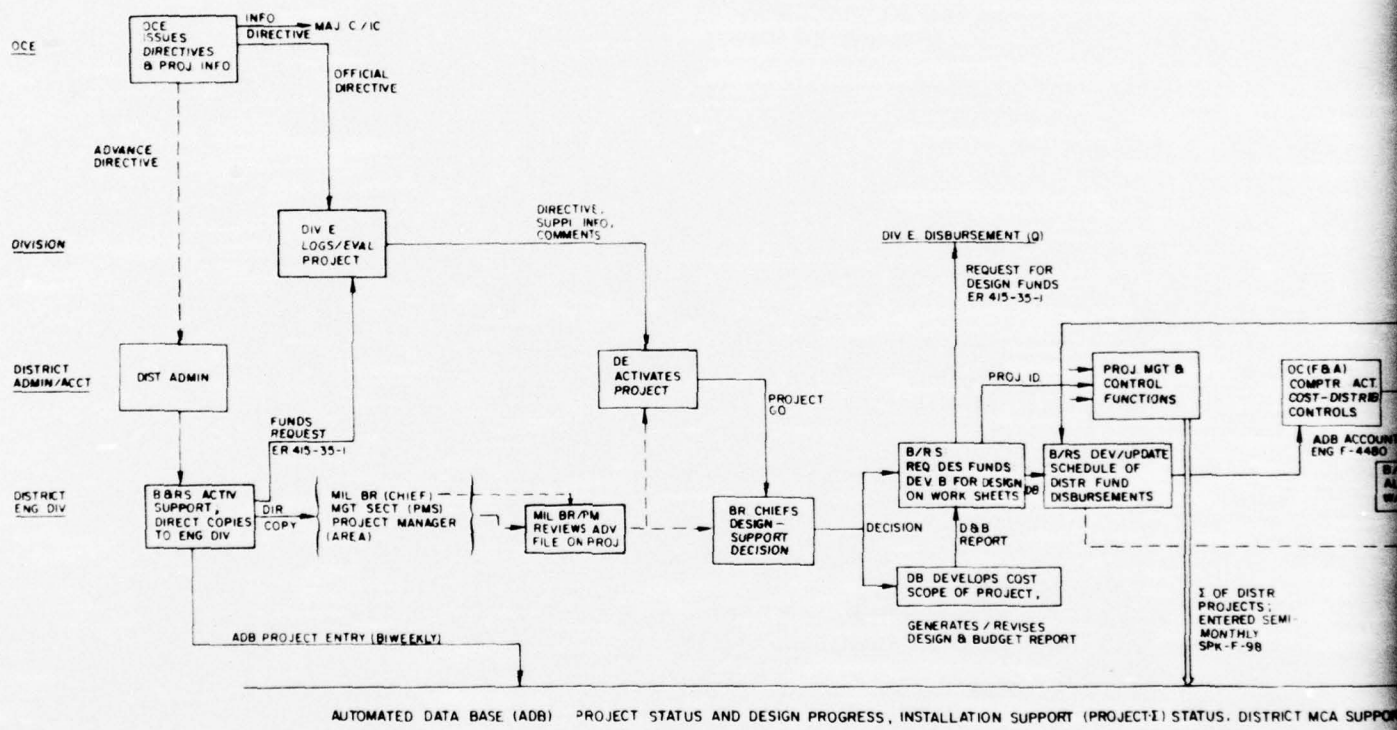 OCE
OCE
ISSUES
DIRECTIVES
& PROJ INFO
INFO
DIRECTIVE
MAJ C/IC
OFFICIAL
DIRECTIVE
ADVANCE
DIRECTIVE
DIVISION
DIV E
LOGS/EVAL
PROJECT
DIRECTIVE,
SUPPL INFO,
COMMENTS
DIV E DISBURSEMENT (Q)
REQUEST FOR
DESIGN FUNDS
ER 415-35-1
DISTRICT
ADMIN/ACCT
DIST ADMIN
DE
ACTIVATES
PROJECT
PROJECT
GO
PROJ ID
PROJ MGT &
CONTROL
FUNCTIONS
OC (F&A)
COMPTR ACT.
COST-DISTRIB
CONTROLS
ADB ACCOUNT
ENG F-4480
FUNDS
REQUEST
ER 415-35-1
DISTRICT
ENG DIV
B&RS ACTIV
SUPPORT,
DIRECT COPIES
TO ENG DIV
DIR
COPY
MIL BR (CHIEF)
MGT SECT (PMS)
PROJECT MANAGER
(AREA)
MIL BR/PM
REVIEWS ADV
FILE ON PROJ
BR CHIEFS
DESIGN-
SUPPORT
DECISION
DECISION
B/RS
REQ DES FUNDS
DEV B FOR DESIGN
ON WORK SHEETS
DB
B/RS DEV/UPDATE
SCHEDULE OF
DISTR FUND
DISBURSEMENTS
D&B
REPORT
DB DEVELOPS COST
SCOPE OF PROJECT,
GENERATES / REVISES
DESIGN & BUDGET REPORT
Σ OF DISTR
PROJECTS;
ENTERED SEMI-
MONTHLY
SPK-F-98
ADB PROJECT ENTRY (BIWEEKLY)
AUTOMATED DATA BASE (ADB) PROJECT STATUS AND DESIGN PROGRESS, INSTALLATION SUPPORT (PROJECT-Σ) STATUS. DISTRICT MCA SUPPO